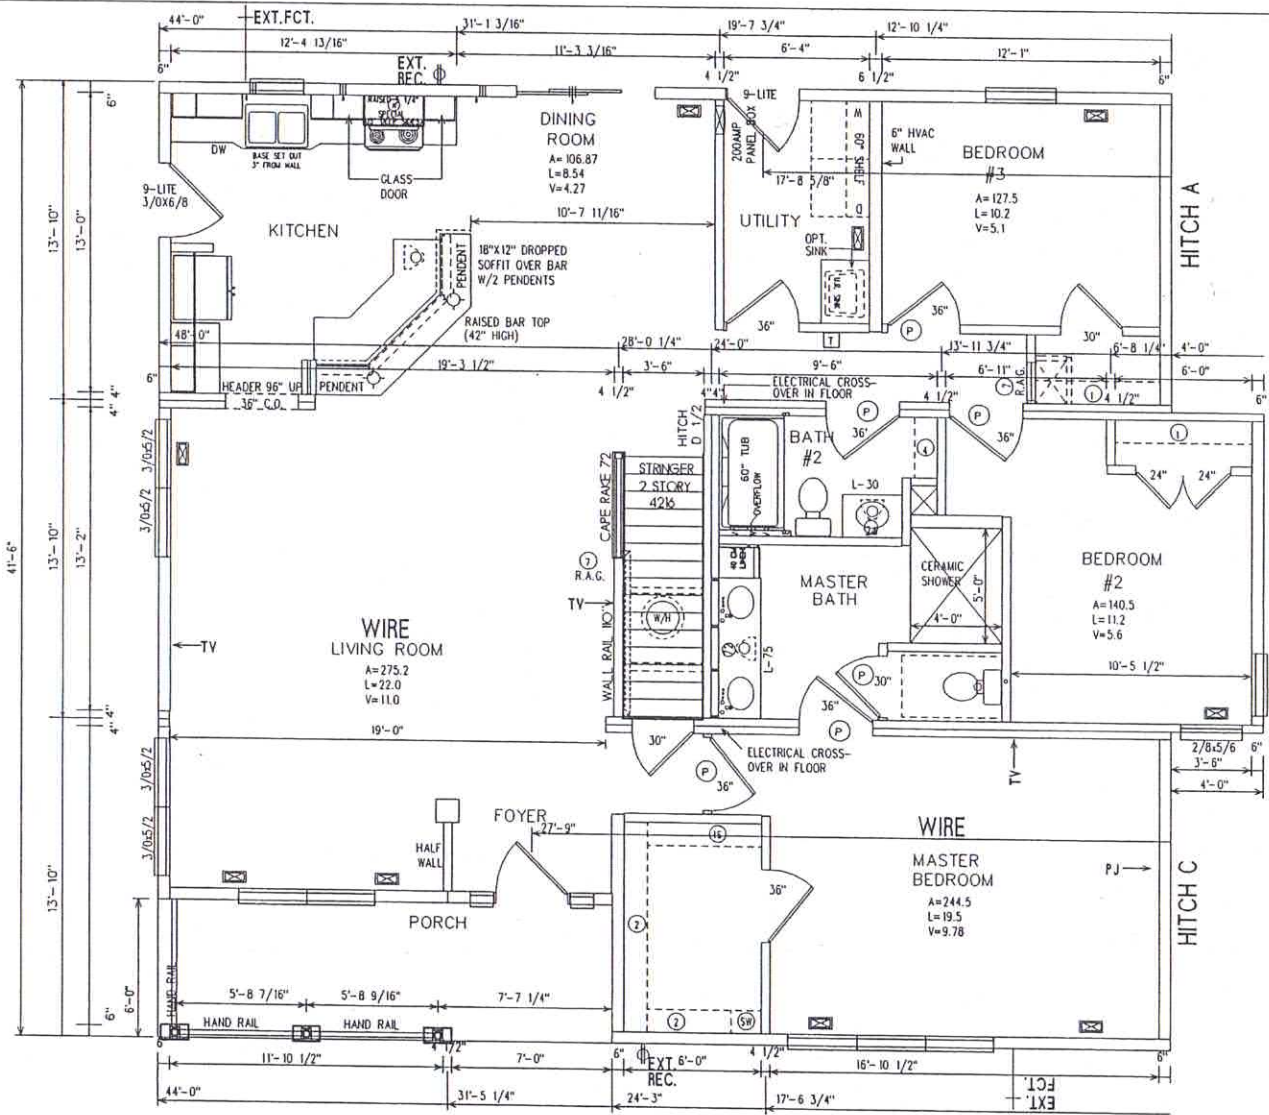 44'-0"
EXT.FCT.
31'-1 3/16"
19'-7 3/4"
12'-10 1/4"
12'-4 13/16"
11'-3 3/16"
6'-4"
12'-1"
6"
EXT.
REC.
4 1/2"
6 1/2"
6"
6"
9-LITE
DW
BASE SET OUT
3" FROM WALL
GLASS
DOOR
DINING
ROOM
A= 106.87
L= 8.54
V= 4.27
200AMP
PANEL BOX
W
60" SHELF
D
6" HVAC
WALL
BEDROOM
#3
A= 127.5
L= 10.2
V= 5.1
17'-8 5/8"
HITCH A
9-LITE
3/0X6/8
KITCHEN
10'-7 11/16"
UTILITY
OPT.
SINK
PENDENT
18"X12" DROPPED
SOFFIT OVER BAR
W/2 PENDENTS
RAISED BAR TOP
(42" HIGH)
36"
T
36"
P
30"
13'-10"
13'-0"
41'-6"
48'-0"
28'-0 1/4"
24'-0"
13'-11 3/4"
6'-8 1/4"
4'-0"
19'-3 1/2"
3'-6"
9'-6"
6'-11"
6'-0"
6"
HEADER 96" UP
PENDENT
36" C.O.
4 1/2"
4"
4"
ELECTRICAL CROSS-
OVER IN FLOOR
4 1/2"
7
R.A.G.
1
4 1/2"
6"
4"
4"
3/0x5/2
3/0x5/2
13'-10"
13'-2"
HITCH
D 1/2
CAPE RAKE 72
STRINGER
2 STORY
4216
60" TUB
OVERFLOW
BATH
#2
P
36"
4
P
36"
1
24"
24"
L-30
7
R.A.G.
TV
WALL RAIL 110"
W/H
MASTER
BATH
L-75
CERAMIC
SHOWER
5'-0"
4'-0"
BEDROOM
#2
A= 140.5
L= 11.2
V= 5.6
10'-5 1/2"
WIRE
LIVING ROOM
A= 275.2
L= 22.0
V= 11.0
TV
P
30"
36"
P
4"
4"
19'-0"
30"
P
36"
ELECTRICAL CROSS-
OVER IN FLOOR
TV
2/8x5/6
6"
3'-6"
4'-0"
3/0x5/2
3/0x5/2
13'-10"
FOYER
27'-9"
HALF
WALL
WIRE
MASTER
BEDROOM
A= 244.5
L= 19.5
V= 9.78
PJ
HITCH C
36"
2
PORCH
HAND RAIL
6'-0"
6"
5'-8 7/16"
5'-8 9/16"
7'-7 1/4"
HAND RAIL
HAND RAIL
2
SW
11'-10 1/2"
4 1/2"
7'-0"
6"
EXT.
REC.
6'-0"
4 1/2"
16'-10 1/2"
6"
44'-0"
31'-5 1/4"
24'-3"
17'-6 3/4"
EXT.
FCT.